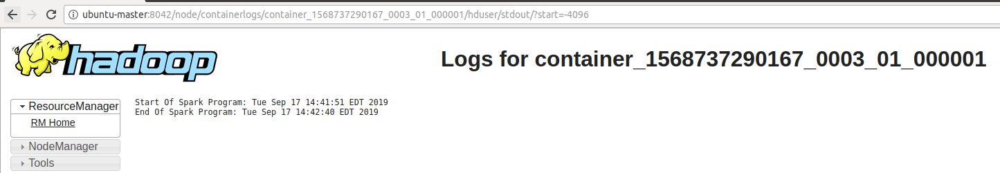 ubuntu-master:8042/node/containerlogs/container_1568737290167_0003_01_000001/hduser/stdout/?start=-4096
hadoop
Logs for container_1568737290167_0003_01_000001
ResourceManager
RM Home
NodeManager
Tools
Start Of Spark Program: Tue Sep 17 14:41:51 EDT 2019
End Of Spark Program: Tue Sep 17 14:42:40 EDT 2019